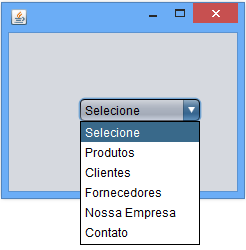 Selecione
Selecione
Produtos
Clientes
Fornecedores
Nossa Empresa
Contato